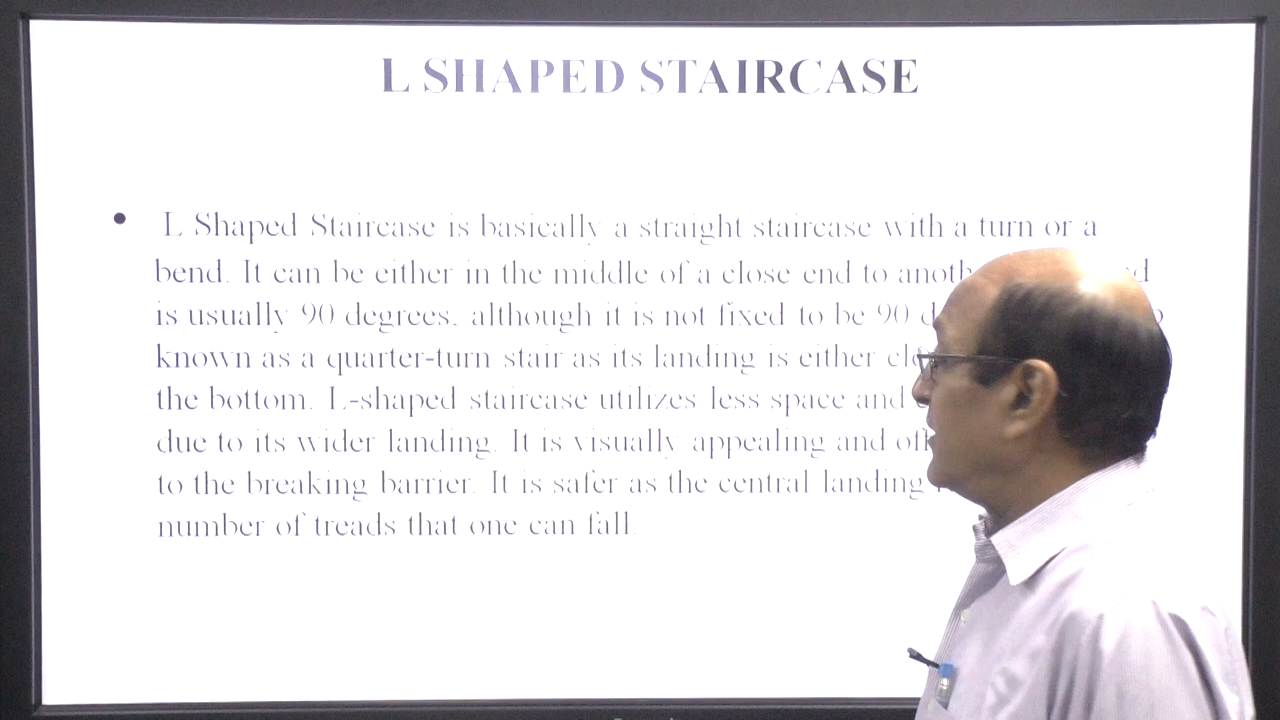 L SHAPED STAIRCASE
• L Shaped Staircase is basically a straight staircase with a turn or a
bend. It can be either in the middle of a close end to
is usually 90 degrees, although it is not fixed to be 90
known as a quarter-turn stair as its landing is either
the bottom. L-shaped staircase utilizes less space and
due to its wider landing. It is visually appealing and
to the breaking barrier. It is safer as the central landing
number of treads that one can fall.